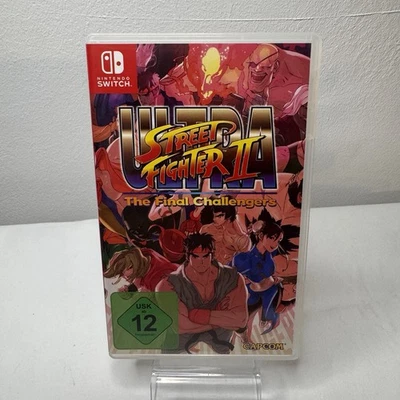 NINTENDO
SWITCH
ULTRA
STREET
FIGHTER II
The Final Challengers
USK
12
CAPCOM